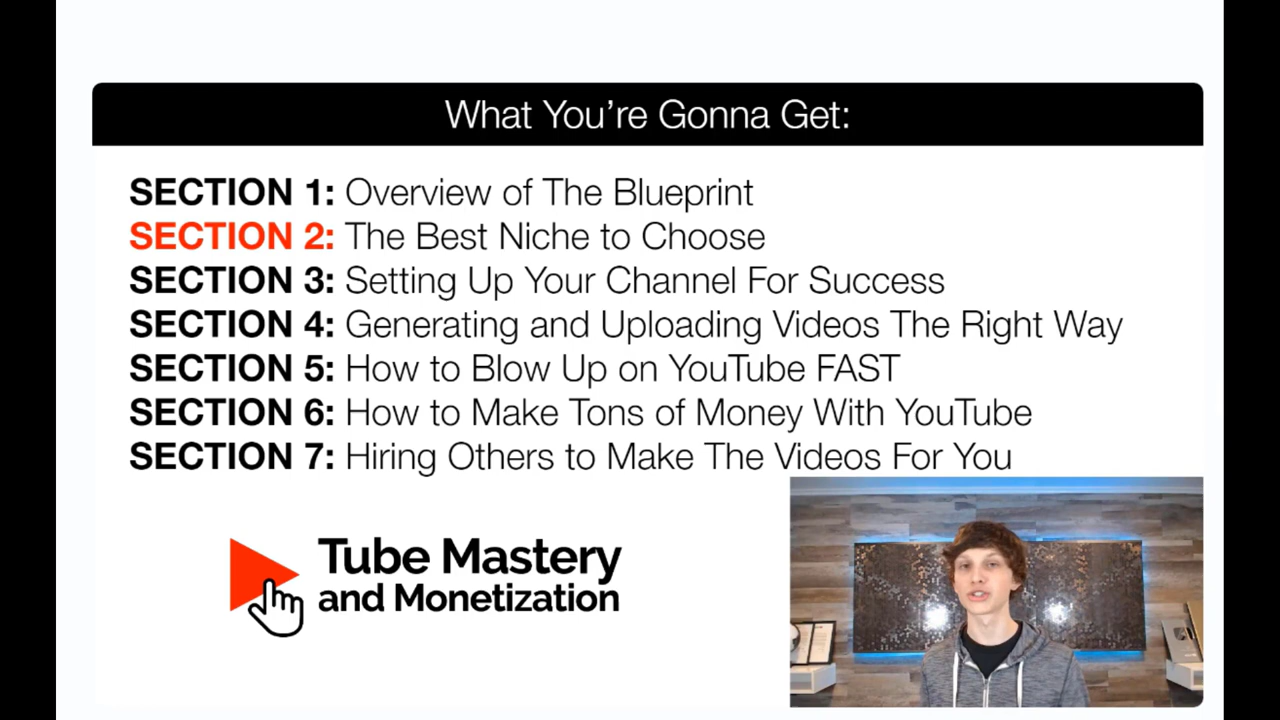 What You're Gonna Get:
SECTION 1: Overview of The Blueprint
SECTION 2: The Best Niche to Choose
SECTION 3: Setting Up Your Channel For Success
SECTION 4: Generating and Uploading Videos The Right Way
SECTION 5: How to Blow Up on YouTube FAST
SECTION 6: How to Make Tons of Money With YouTube
SECTION 7: Hiring Others to Make The Videos For You
Tube Mastery
and Monetization